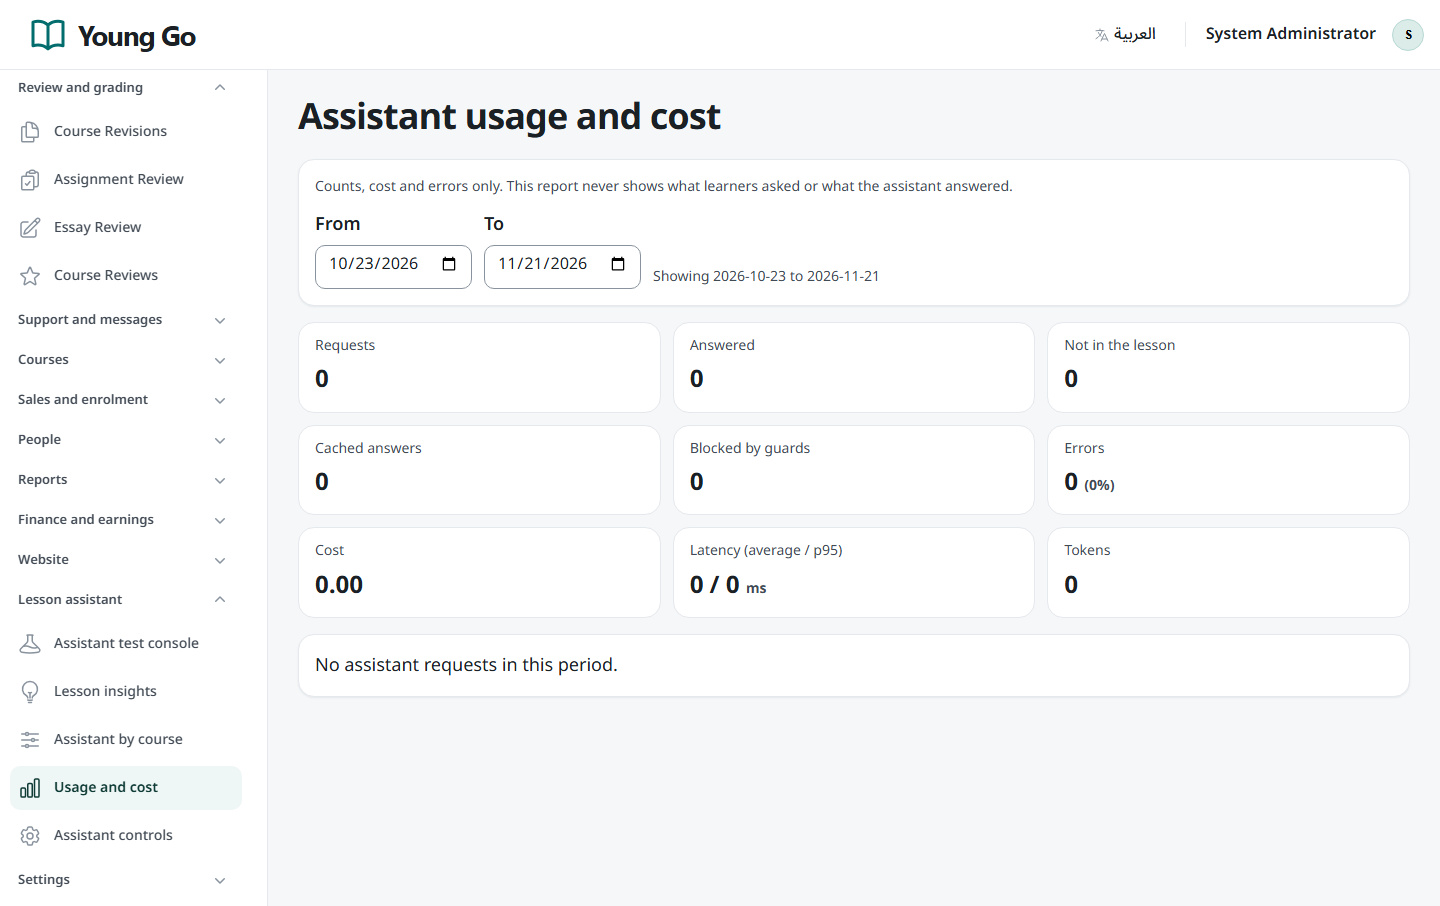 Young Go
العربية
System Administrator
S
Review and grading
Course Revisions
Assignment Review
Essay Review
Course Reviews
Support and messages
Courses
Sales and enrolment
People
Reports
Finance and earnings
Website
Lesson assistant
Assistant test console
Lesson insights
Assistant by course
Usage and cost
Assistant controls
Settings
Assistant usage and cost
Counts, cost and errors only. This report never shows what learners asked or what the assistant answered.
From To
10/23/2026 11/21/2026 Showing 2026-10-23 to 2026-11-21
Requests
0
Answered
0
Not in the lesson
0
Cached answers
0
Blocked by guards
0
Errors
0 (0%)
Cost
0.00
Latency (average / p95)
0 / 0 ms
Tokens
0
No assistant requests in this period.